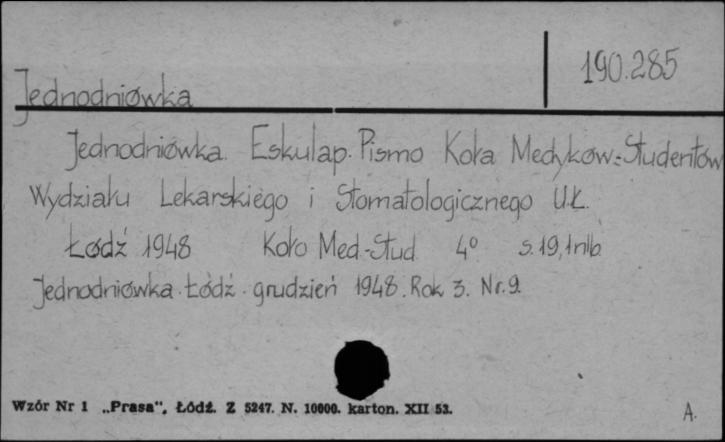 190.285
Jednodniówka
Jednodniówka. Eskulap. Pismo Koła Medyków-Studentów
Wydziału Lekarskiego i Stomatologicznego U.Ł.
Łódź 1948 Koło Med.-Stud. 4° s. 19, 1 nlb.
Jednodniówka. Łódź. grudzień 1948. Rok 3. Nr. 9.
Wzór Nr 1 „Prasa", Łódź. Z 5247. N. 10000. karton. XII 53.
A.